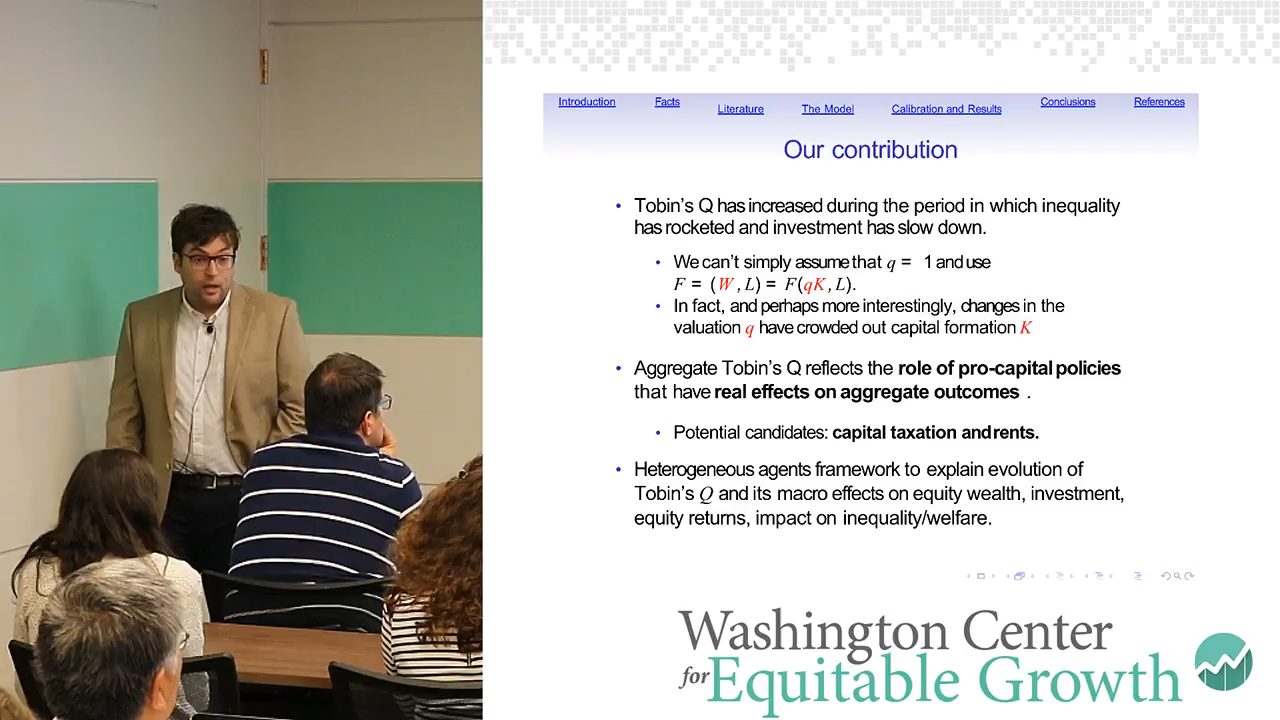 Introduction Facts Literature The Model Calibration and Results Conclusions References
Our contribution
• Tobin's Q has increased during the period in which inequality
has rocketed and investment has slow down.
• We can't simply assume that q = 1 and use
F = (W, L) = F(qK, L).
• In fact, and perhaps more interestingly, changes in the
valuation q have crowded out capital formation K
• Aggregate Tobin's Q reflects the role of pro-capital policies
that have real effects on aggregate outcomes .
• Potential candidates: capital taxation and rents.
• Heterogeneous agents framework to explain evolution of
Tobin's Q and its macro effects on equity wealth, investment,
equity returns, impact on inequality/welfare.
Washington Center
for Equitable Growth